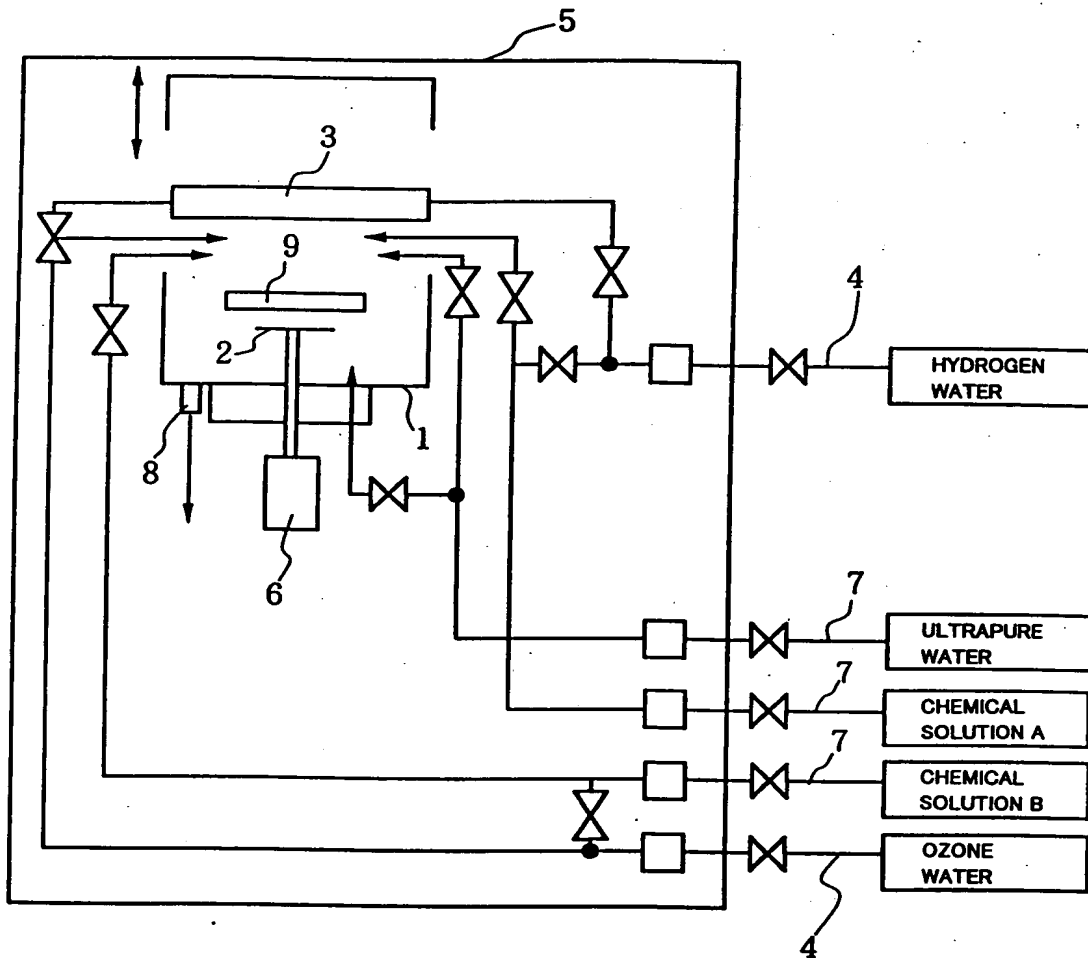 5
3
9
4
2
HYDROGEN
WATER
1
8
6
7
ULTRAPURE
WATER
7
CHEMICAL
SOLUTION A
7
CHEMICAL
SOLUTION B
OZONE
WATER
4